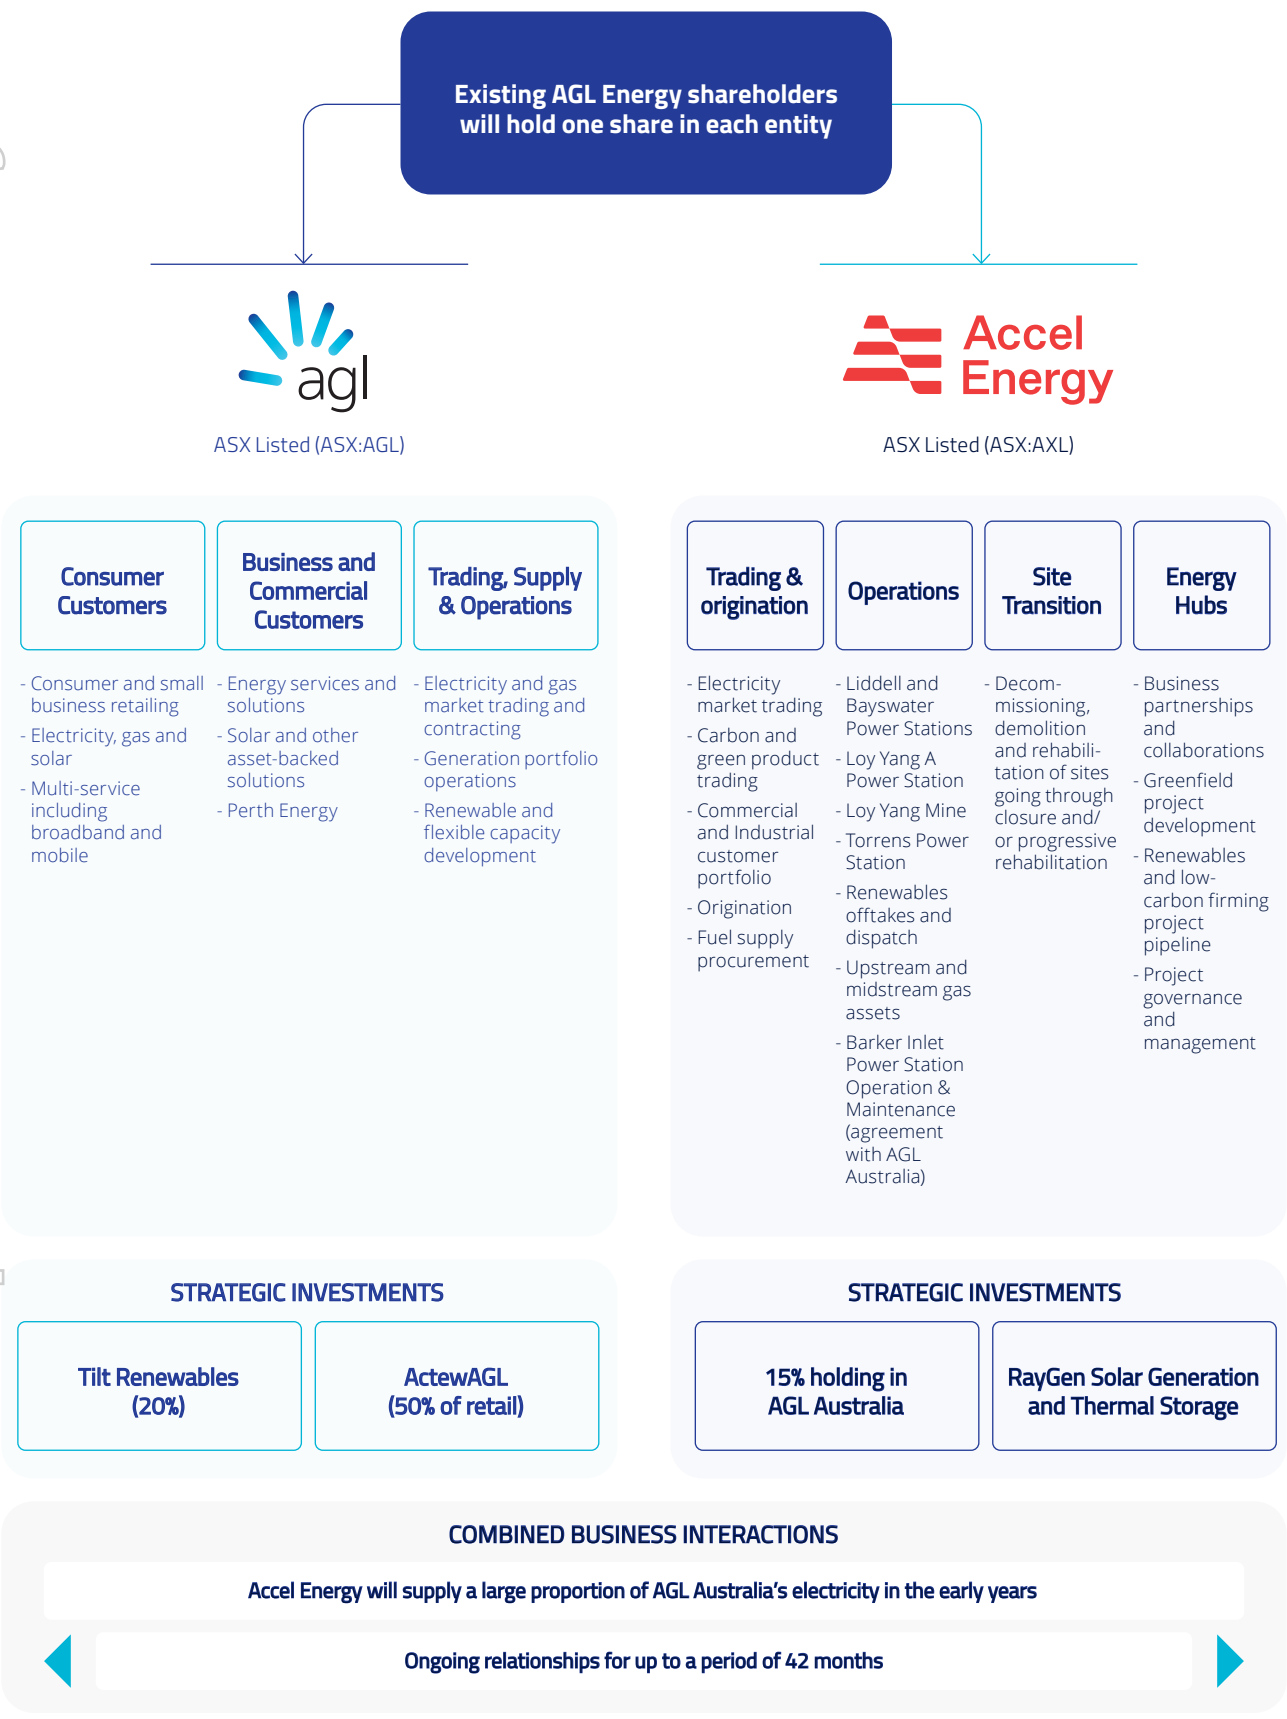 Existing AGL Energy shareholders
will hold one share in each entity
agl
ASX Listed (ASX:AGL)
Accel
Energy
ASX Listed (ASX:AXL)
Consumer
Customers
- Consumer and small
business retailing
- Electricity, gas and
solar
- Multi-service
including
broadband and
mobile
Business and
Commercial
Customers
- Energy services and
solutions
- Solar and other
asset-backed
solutions
- Perth Energy
Trading, Supply
& Operations
- Electricity and gas
market trading and
contracting
- Generation portfolio
operations
- Renewable and
flexible capacity
development
Trading &
origination
- Electricity
market trading
- Carbon and
green product
trading
- Commercial
and Industrial
customer
portfolio
- Origination
- Fuel supply
procurement
Operations
- Liddell and
Bayswater
Power Stations
- Loy Yang A
Power Station
- Loy Yang Mine
- Torrens Power
Station
- Renewables
offtakes and
dispatch
- Upstream and
midstream gas
assets
- Barker Inlet
Power Station
Operation &
Maintenance
(agreement
with AGL
Australia)
Site
Transition
- Decom-
missioning,
demolition
and rehabili-
tation of sites
going through
closure and/
or progressive
rehabilitation
Energy
Hubs
- Business
partnerships
and
collaborations
- Greenfield
project
development
- Renewables
and low-
carbon firming
project
pipeline
- Project
governance
and
management
STRATEGIC INVESTMENTS
Tilt Renewables
(20%)
ActewAGL
(50% of retail)
STRATEGIC INVESTMENTS
15% holding in
AGL Australia
RayGen Solar Generation
and Thermal Storage
COMBINED BUSINESS INTERACTIONS
Accel Energy will supply a large proportion of AGL Australia's electricity in the early years
Ongoing relationships for up to a period of 42 months